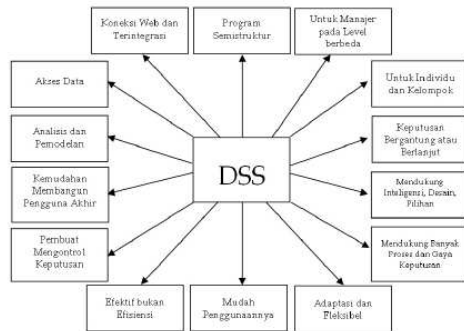 Koneksi Web dan
Terintegrasi
Program
Semistruktur
Untuk Manajer
pada Level
berbeda
Akses Data
Untuk Individu
dan Kelompok
Analisis dan
Pemodelan
Keputusan
Bergantung atau
Berlanjut
DSS
Kemudahan
Membangun
Pengguna Akhir
Mendukung
Inteligensi, Desain,
Pilihan
Pembuat
Mengontrol
Keputusan
Mendukung Banyak
Proses dan Gaya
Keputusan
Efektif bukan
Efisiensi
Mudah
Penggunaannya
Adaptasi dan
Fleksibel